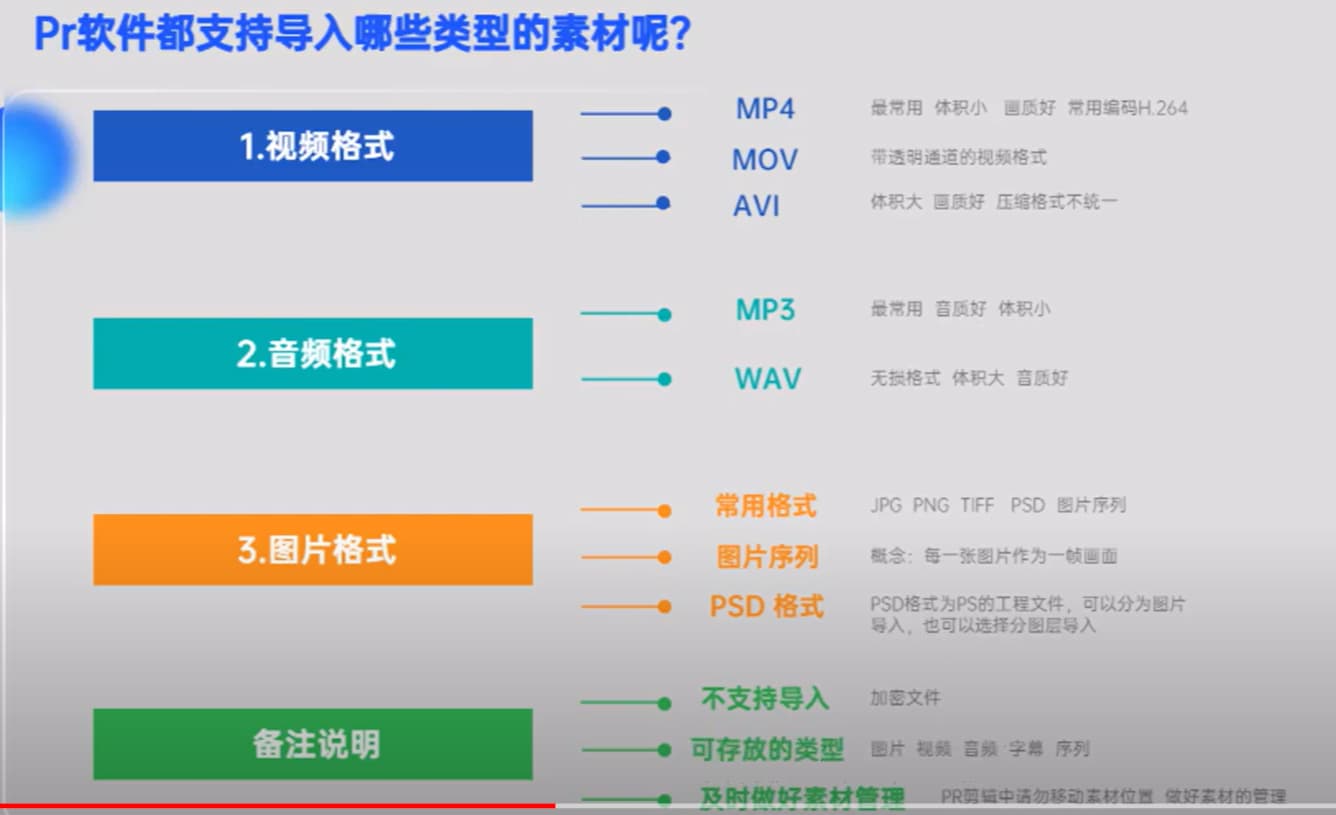 Pr软件都支持导入哪些类型的素材呢?
1.视频格式
MP4 最常用 体积小 画质好 常用编码H.264
MOV 带透明通道的视频格式
AVI 体积大 画质好 压缩格式不统一
2.音频格式
MP3 最常用 音质好 体积小
WAV 无损格式 体积大 音质好
3.图片格式
常用格式 JPG PNG TIFF PSD 图片序列
图片序列 概念：每一张图片作为一帧画面
PSD 格式 PSD格式为PS的工程文件，可以分为图片
导入，也可以选择分图层导入
备注说明
不支持导入 加密文件
可存放的类型 图片 视频 音频 字幕 序列
及时做好素材管理 PR剪辑中请勿移动素材位置 做好素材的管理